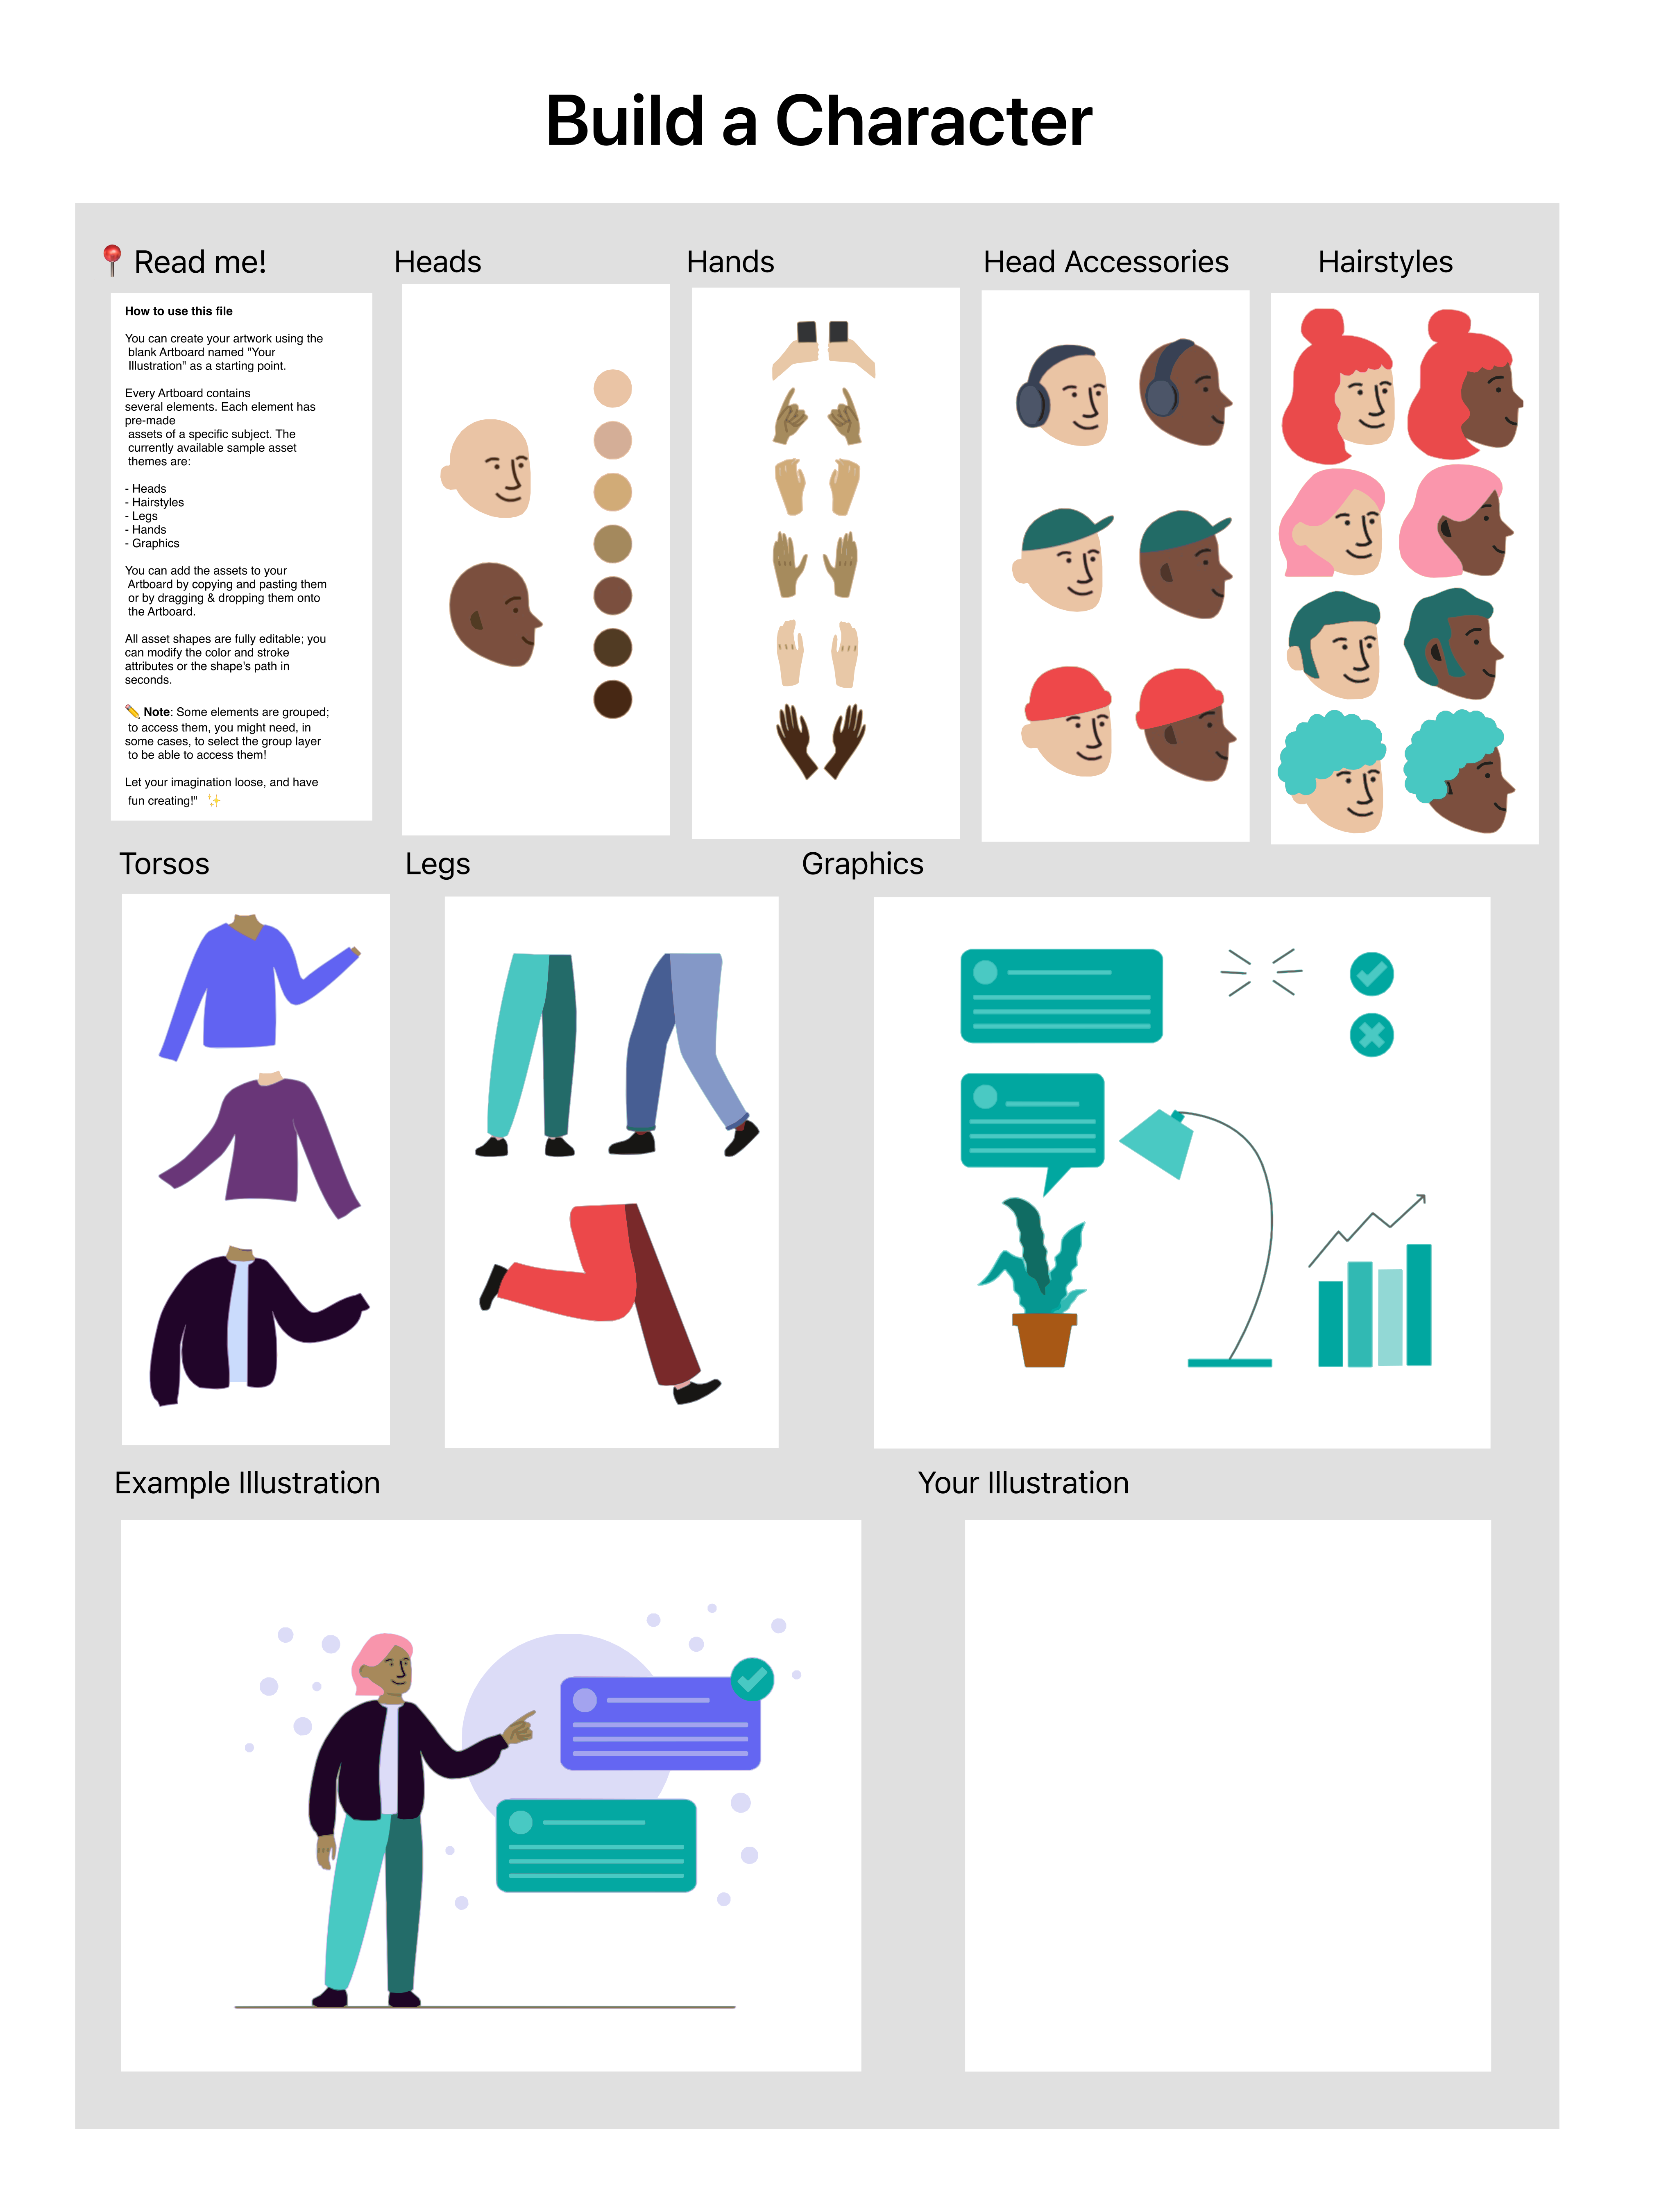 Build a Character
📍 Read me!
Heads
Hands
Head Accessories
Hairstyles
How to use this file
You can create your artwork using the
blank Artboard named "Your
Illustration" as a starting point.
Every Artboard contains
several elements. Each element has
pre-made
assets of a specific subject. The
currently available sample asset
themes are:
- Heads
- Hairstyles
- Legs
- Hands
- Graphics
You can add the assets to your
Artboard by copying and pasting them
or by dragging & dropping them onto
the Artboard.
All asset shapes are fully editable; you
can modify the color and stroke
attributes or the shape's path in
seconds.
✏️ Note: Some elements are grouped;
to access them, you might need, in
some cases, to select the group layer
to be able to access them!
Let your imagination loose, and have
fun creating!" ✨
Torsos
Legs
Graphics
Example Illustration
Your Illustration